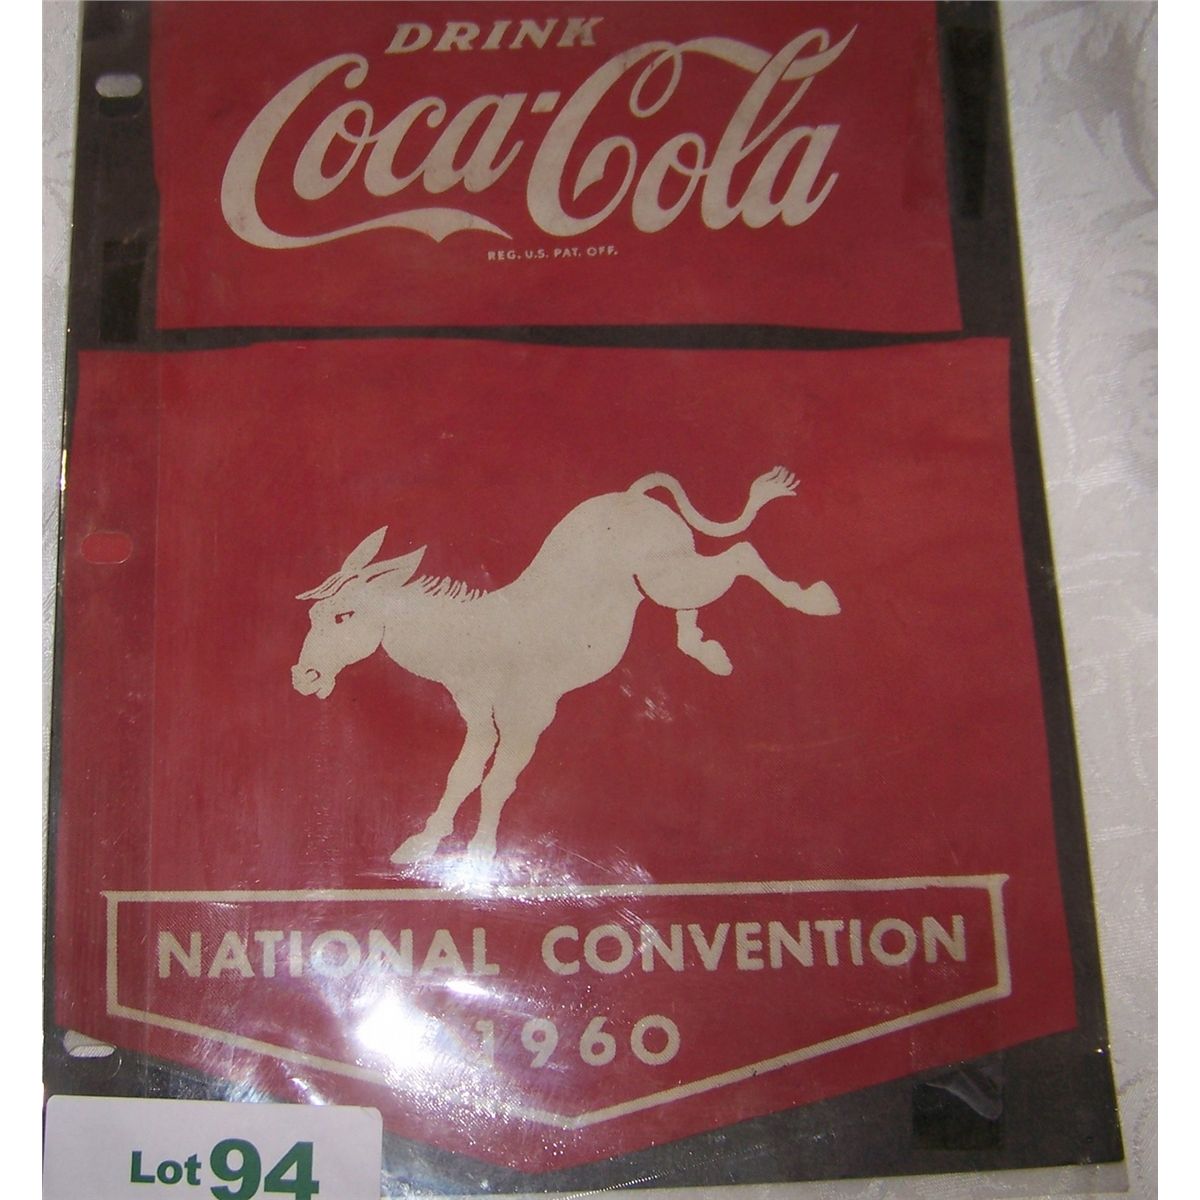 DRINK
Coca-Cola
REG. U.S. PAT. OFF.
NATIONAL CONVENTION
1960
Lot 94